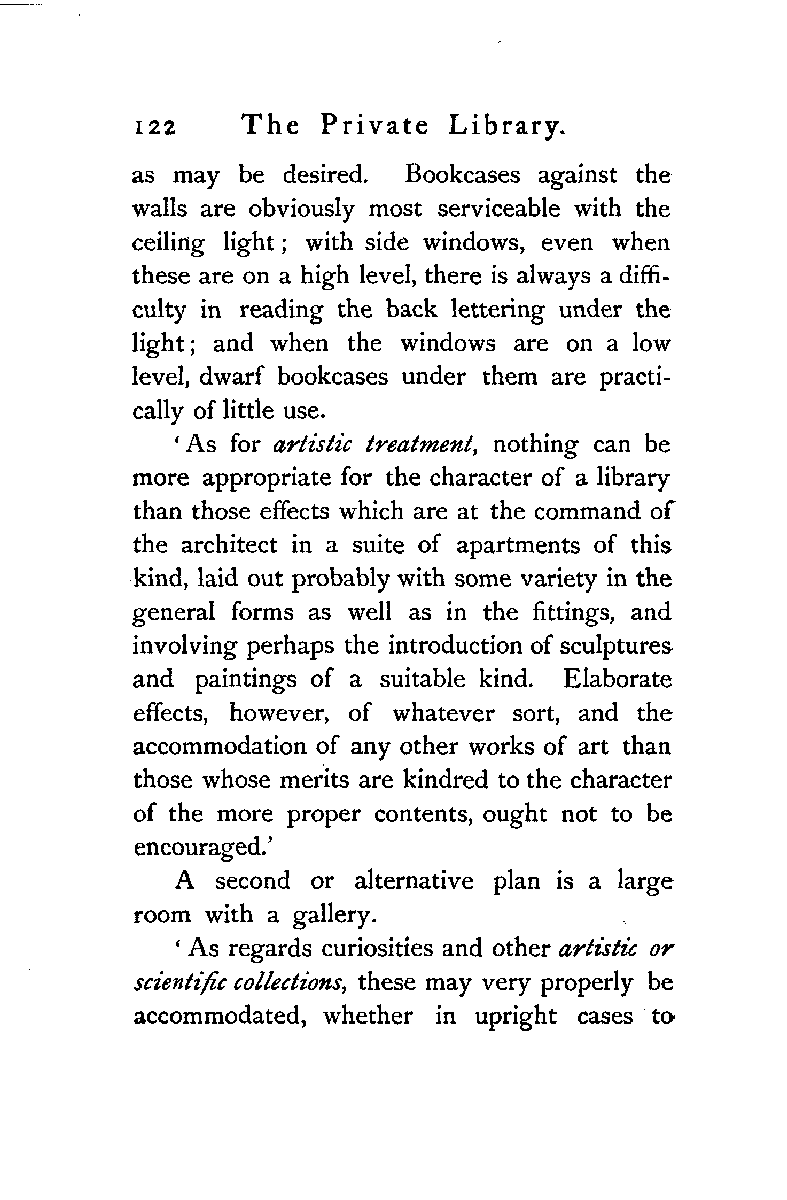 122 The Private Library.
as may be desired. Bookcases against the
walls are obviously most serviceable with the
ceiling light ; with side windows, even when
these are on a high level, there is always a diffi-
culty in reading the back lettering under the
light ; and when the windows are on a low
level, dwarf bookcases under them are practi-
cally of little use.
‘ As for artistic treatment, nothing can be
more appropriate for the character of a library
than those effects which are at the command of
the architect in a suite of apartments of this
kind, laid out probably with some variety in the
general forms as well as in the fittings, and
involving perhaps the introduction of sculptures
and paintings of a suitable kind. Elaborate
effects, however, of whatever sort, and the
accommodation of any other works of art than
those whose merits are kindred to the character
of the more proper contents, ought not to be
encouraged.’
A second or alternative plan is a large
room with a gallery.
‘ As regards curiosities and other artistic or
scientific collections, these may very properly be
accommodated, whether in upright cases to